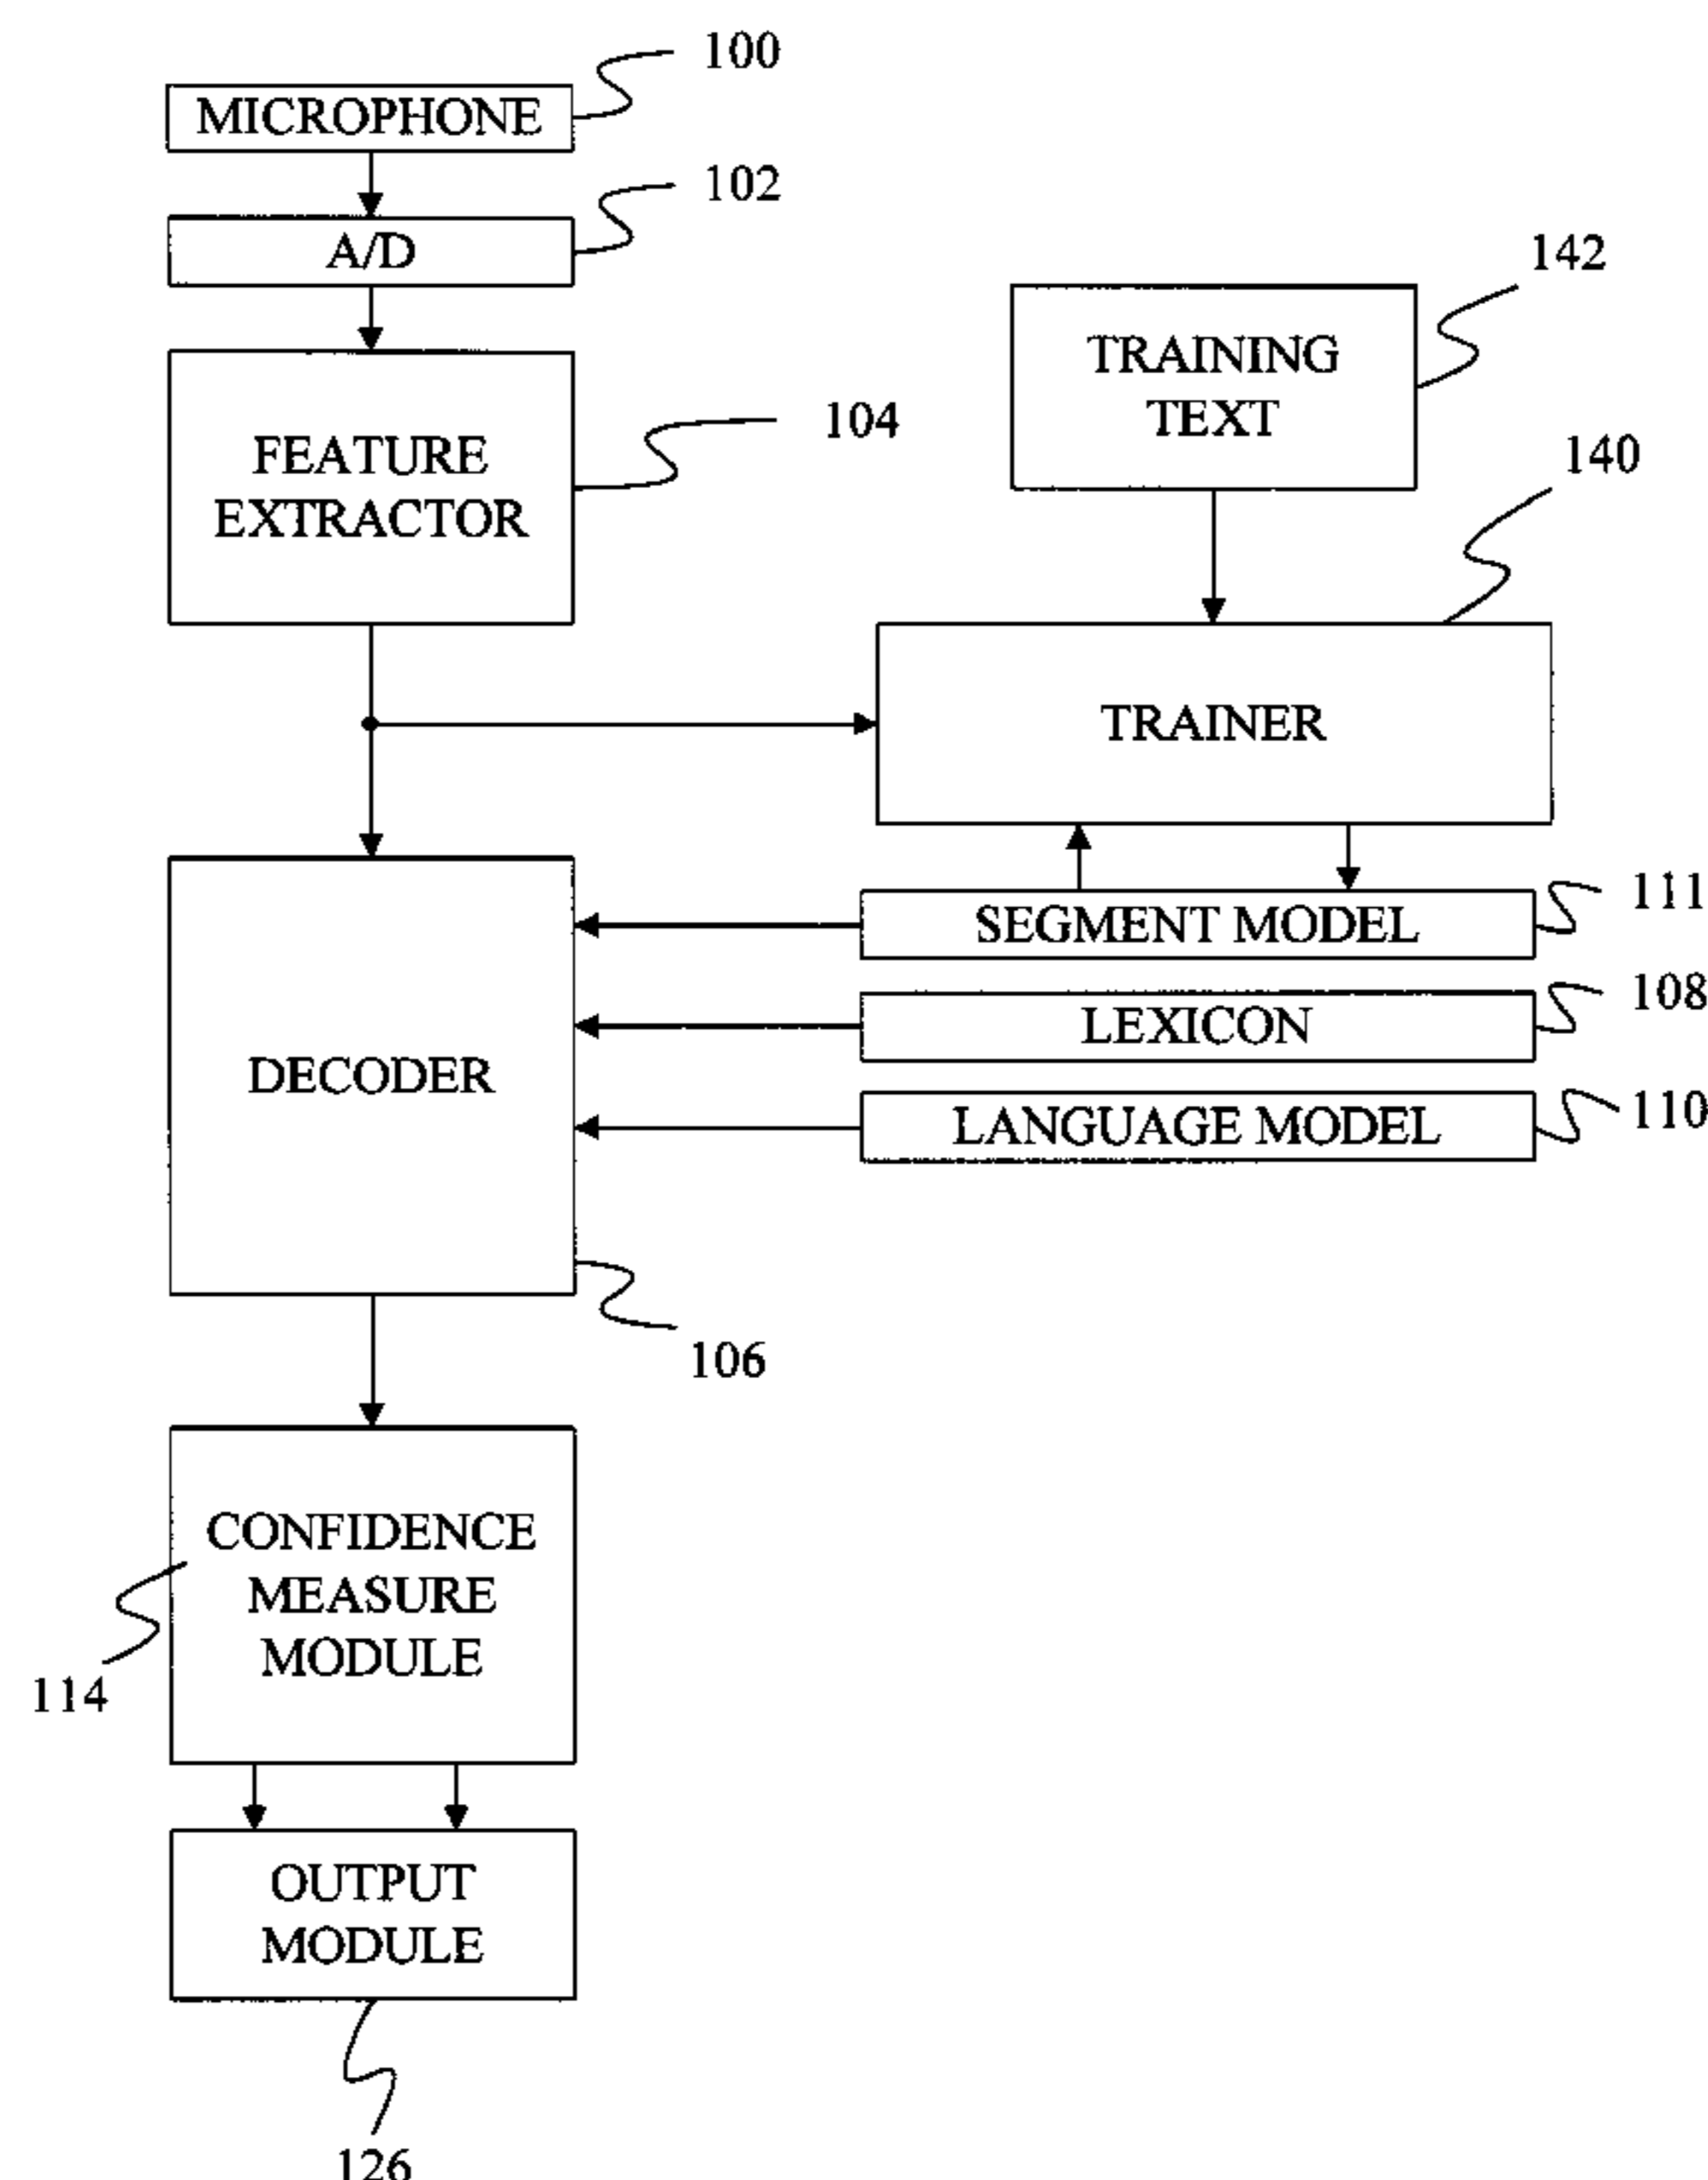 100
MICROPHONE
102
A/D
142
TRAINING
TEXT
104
FEATURE
EXTRACTOR
140
TRAINER
111
SEGMENT MODEL
108
LEXICON
DECODER
110
LANGUAGE MODEL
106
CONFIDENCE
MEASURE
MODULE
114
OUTPUT
MODULE
126